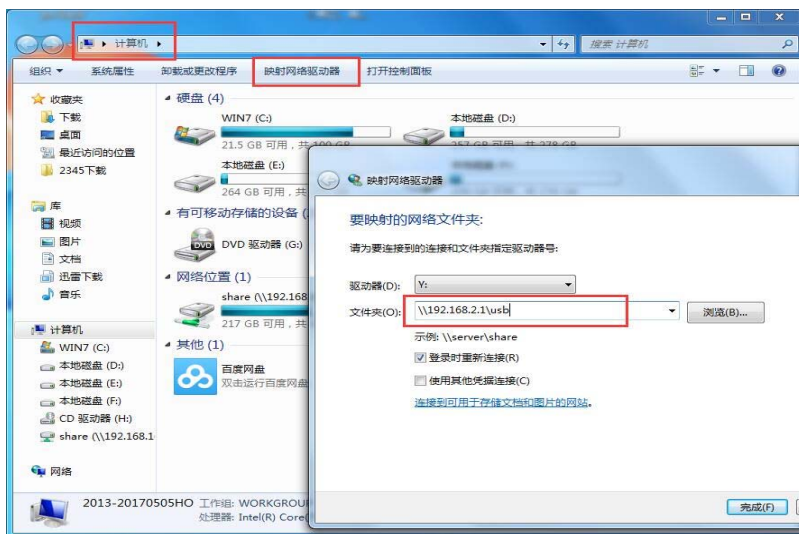 计算机
搜索 计算机
组织 系统属性 卸载或更改程序 映射网络驱动器 打开控制面板
收藏夹
下载
桌面
最近访问的位置
2345下载
库
视频
图片
文档
迅雷下载
音乐
计算机
WIN7 (C:)
本地磁盘 (D:)
本地磁盘 (E:)
本地磁盘 (F:)
CD 驱动器 (H:)
share (\\192.168.1
网络
硬盘 (4)
WIN7 (C:)
21.5 GB 可用，共 100 GB
本地磁盘 (D:)
257 GB 可用，共 278 GB
本地磁盘 (E:)
264 GB 可用，共
有可移动存储的设备 (
DVD 驱动器 (G:)
网络位置 (1)
share (\\192.168
217 GB 可用，共
其他 (1)
百度网盘
双击运行百度网盘
映射网络驱动器
要映射的网络文件夹:
请为要连接到的连接和文件夹指定驱动器号:
驱动器(D): Y:
文件夹(O): \\192.168.2.1\usb 浏览(B)...
示例: \\server\share
登录时重新连接(R)
使用其他凭据连接(C)
连接到可用于存储文档和图片的网站。
完成(F)
2013-20170505HO 工作组: WORKGROU
处理器: Intel(R) Core(